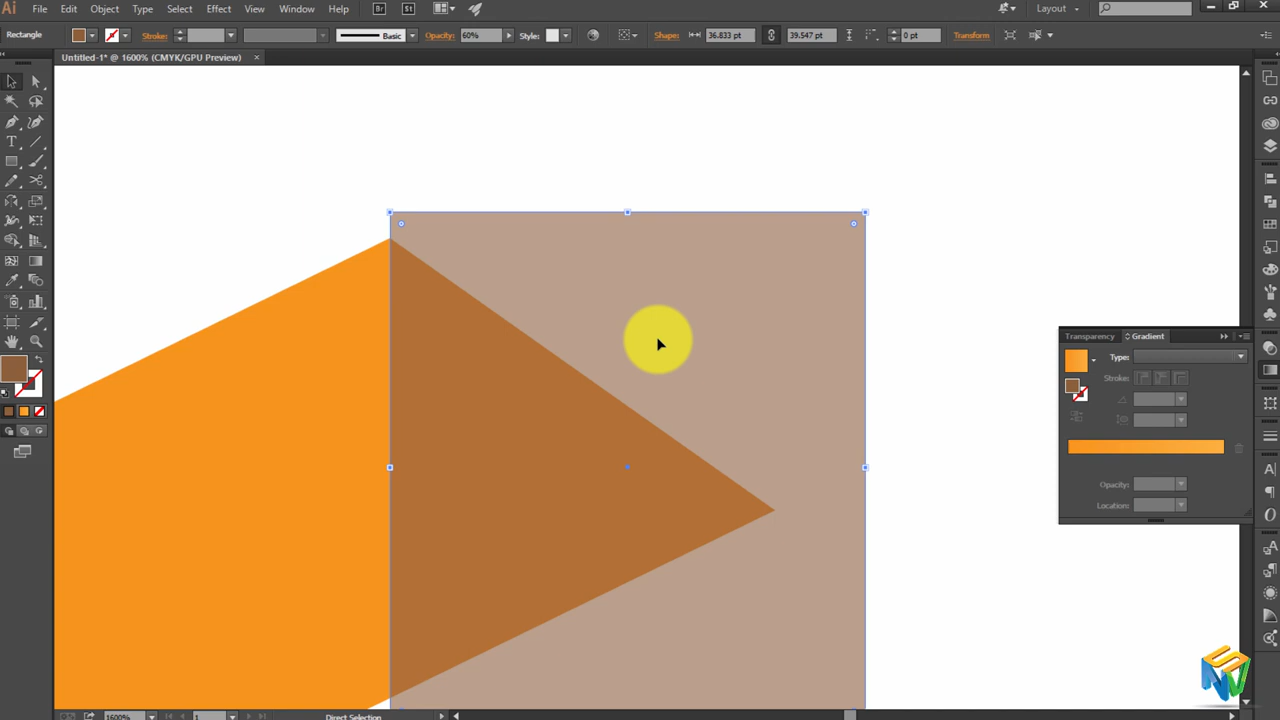 Ai File Edit Object Type Select Effect View Window Help Br St Layout
Rectangle Stroke: Basic Opacity: 60% Style: Shape: 36.833 pt 39.547 pt 0 pt Transform
Untitled-1* @ 1600% (CMYK/GPU Preview) ×
Transparency Gradient
Type:
Stroke:
Opacity:
Location:
1600% 1 Direct Selection